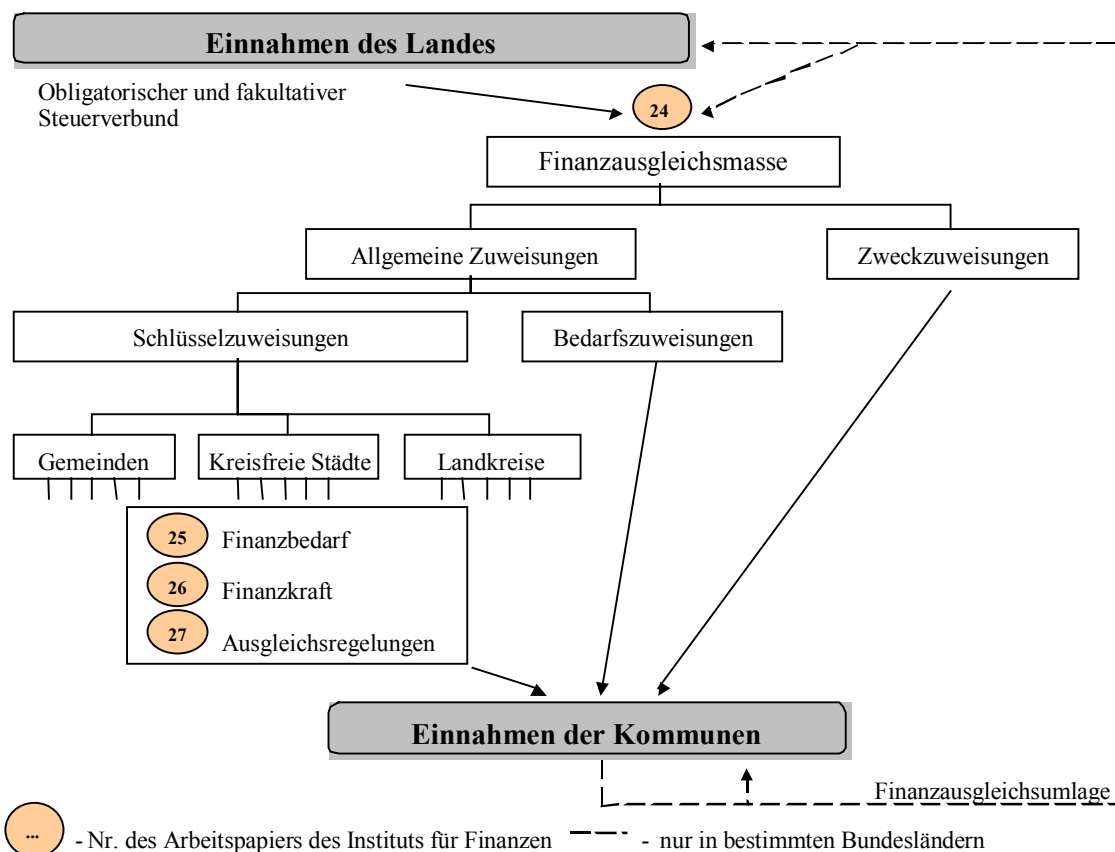 Einnahmen des Landes
Obligatorischer und fakultativer
Steuerverbund
24
Finanzausgleichsmasse
Allgemeine Zuweisungen
Zweckzuweisungen
Schlüsselzuweisungen
Bedarfszuweisungen
Gemeinden
Kreisfreie Städte
Landkreise
25 Finanzbedarf
26 Finanzkraft
27 Ausgleichsregelungen
Einnahmen der Kommunen
Finanzausgleichsumlage
... - Nr. des Arbeitspapiers des Instituts für Finanzen - nur in bestimmten Bundesländern